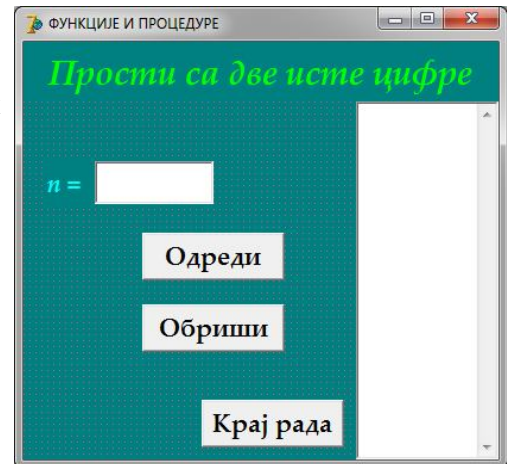 ФУНКЦИЈЕ И ПРОЦЕДУРЕ
Прости са две исте цифре
n =
Одреди
Обриши
Крај рада